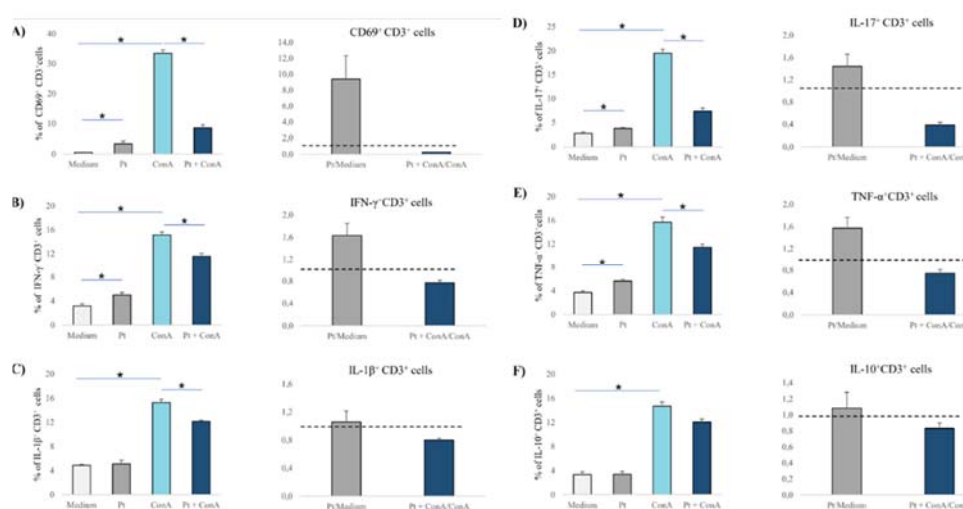 A)
CD69⁺ CD3⁺ cells
% of CD69⁺ CD3⁺cells
40
30
20
10
0
★ ★
★
Medium Pt ConA Pt + ConA
14,0
12,0
10,0
8,0
6,0
4,0
2,0
0,0
Pt/Medium Pt + ConA/ConA
B)
IFN-γ⁺CD3⁺ cells
% of IFN-γ⁺ CD3⁺ cells
16
12
8
4
0
★
★
★
Medium Pt ConA Pt + ConA
2,0
1,6
1,2
0,8
0,4
0,0
Pt/Medium Pt + ConA/ConA
C)
IL-1β⁺ CD3⁺ cells
% of IL-1β⁺ CD3⁺ cells
20
16
12
8
4
0
★
★
Medium Pt ConA Pt + ConA
1,6
1,2
0,8
0,4
0,0
Pt/Medium Pt + ConA/ConA
D)
IL-17⁺ CD3⁺ cells
% of IL-17⁺ CD3⁺cells
25
20
15
10
5
0
★
★
★
Medium Pt ConA Pt + ConA
2,0
1,6
1,2
0,8
0,4
0,0
Pt/Medium Pt + ConA/ConA
E)
TNF-α⁺CD3⁺ cells
% of TNF-α⁺ CD3⁺cells
20
16
12
8
4
0
★
★
★
Medium Pt ConA Pt + ConA
2,0
1,6
1,2
0,8
0,4
0,0
Pt/Medium
F)
IL-10⁺CD3⁺ cells
% of IL-10⁺ CD3⁺ cells
20
16
12
8
4
0
★
Medium Pt ConA Pt + ConA
1,4
1,2
1,0
0,8
0,6
0,4
0,2
0,0
Pt/Medium